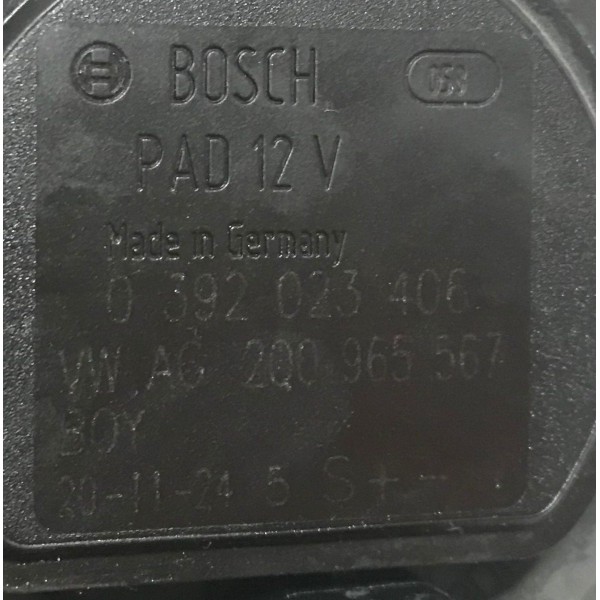 BOSCH 058
PAD 12 V
Made in Germany
0 392 023 406
VW AG 2Q0 965 567
BOY
20-11-24 5 S + -